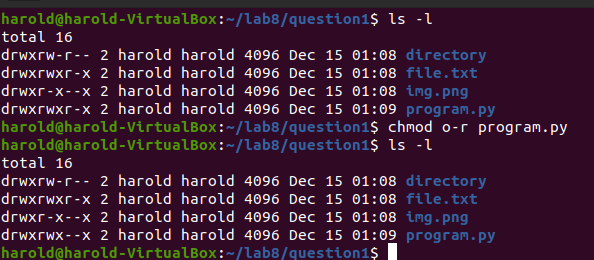 harold@harold-VirtualBox:~/lab8/question1$ ls -l
total 16
drwxrw-r-- 2 harold harold 4096 Dec 15 01:08 directory
drwxrwxr-x 2 harold harold 4096 Dec 15 01:08 file.txt
drwxr-x--x 2 harold harold 4096 Dec 15 01:08 img.png
drwxrwxr-x 2 harold harold 4096 Dec 15 01:09 program.py
harold@harold-VirtualBox:~/lab8/question1$ chmod o-r program.py
harold@harold-VirtualBox:~/lab8/question1$ ls -l
total 16
drwxrw-r-- 2 harold harold 4096 Dec 15 01:08 directory
drwxrwxr-x 2 harold harold 4096 Dec 15 01:08 file.txt
drwxr-x--x 2 harold harold 4096 Dec 15 01:08 img.png
drwxrwx--x 2 harold harold 4096 Dec 15 01:09 program.py
harold@harold-VirtualBox:~/lab8/question1$